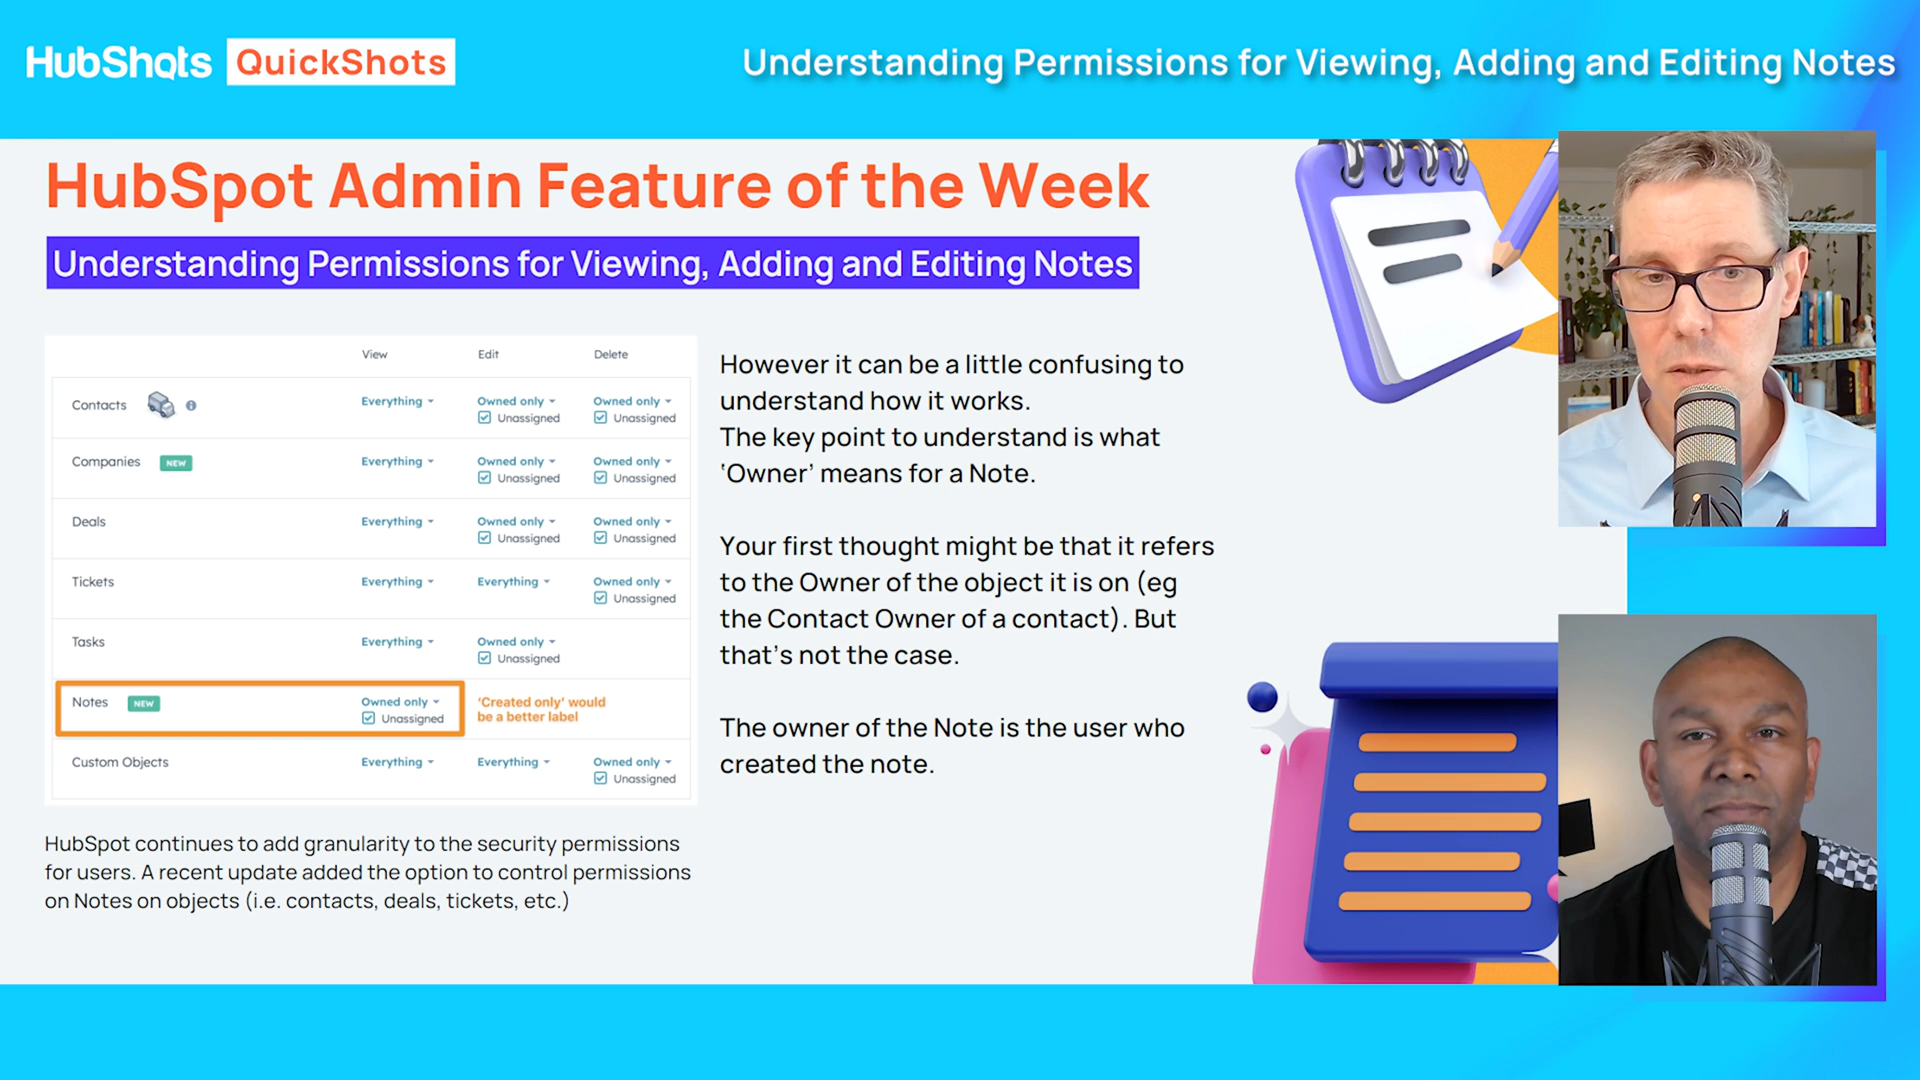 HubShots QuickShots
Understanding Permissions for Viewing, Adding and Editing Notes
HubSpot Admin Feature of the Week
Understanding Permissions for Viewing, Adding and Editing Notes
View Edit Delete
Contacts Everything Owned only Owned only
Unassigned Unassigned
Companies NEW Everything Owned only Owned only
Unassigned Unassigned
Deals Everything Owned only Owned only
Unassigned Unassigned
Tickets Everything Everything Owned only
Unassigned
Tasks Everything Owned only
Unassigned
Notes NEW Owned only 'Created only' would
Unassigned be a better label
Custom Objects Everything Everything Owned only
Unassigned
HubSpot continues to add granularity to the security permissions
for users. A recent update added the option to control permissions
on Notes on objects (i.e. contacts, deals, tickets, etc.)
However it can be a little confusing to
understand how it works.
The key point to understand is what
‘Owner’ means for a Note.
Your first thought might be that it refers
to the Owner of the object it is on (eg
the Contact Owner of a contact). But
that’s not the case.
The owner of the Note is the user who
created the note.